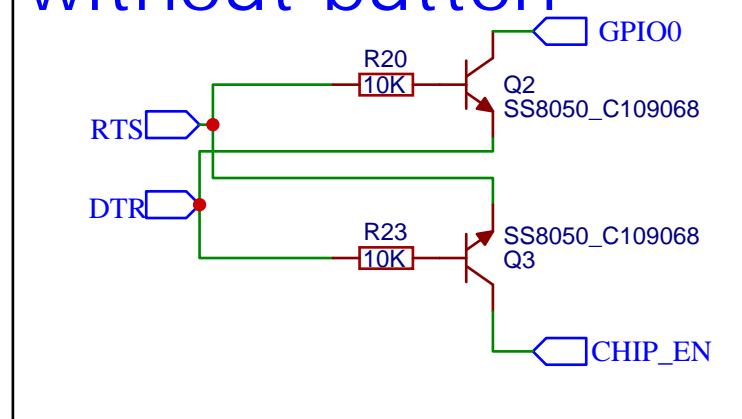 without button
GPIO0
R20
10K
Q2
SS8050_C109068
RTS
DTR
R23
10K
SS8050_C109068
Q3
CHIP_EN